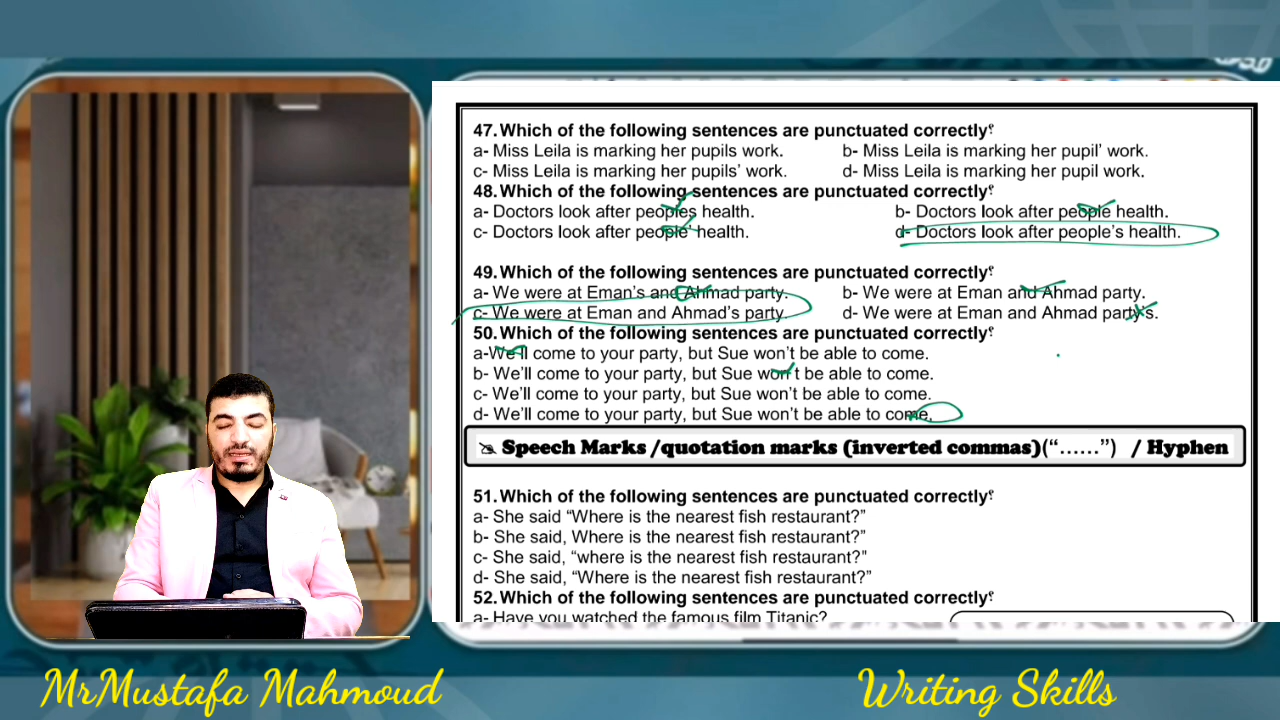 47. Which of the following sentences are punctuated correctly؟
a- Miss Leila is marking her pupils work. b- Miss Leila is marking her pupil' work.
c- Miss Leila is marking her pupils' work. d- Miss Leila is marking her pupil work.
48. Which of the following sentences are punctuated correctly؟
a- Doctors look after peoples health. b- Doctors look after people health.
c- Doctors look after people' health. d- Doctors look after people's health.
49. Which of the following sentences are punctuated correctly؟
a- We were at Eman's and Ahmad party. b- We were at Eman and Ahmad party.
c- We were at Eman and Ahmad's party. d- We were at Eman and Ahmad party's.
50. Which of the following sentences are punctuated correctly؟
a-We'll come to your party, but Sue won't be able to come.
b- We'll come to your party, but Sue won't be able to come.
c- We'll come to your party, but Sue won't be able to come.
d- We'll come to your party, but Sue won't be able to come.
Speech Marks /quotation marks (inverted commas)(“......”) / Hyphen
51. Which of the following sentences are punctuated correctly؟
a- She said “Where is the nearest fish restaurant?”
b- She said, Where is the nearest fish restaurant?”
c- She said, “where is the nearest fish restaurant?"
d- She said, “Where is the nearest fish restaurant?”
52. Which of the following sentences are punctuated correctly؟
a- Have you watched the famous film Titanic?
MrMustafa Mahmoud
Writing Skills